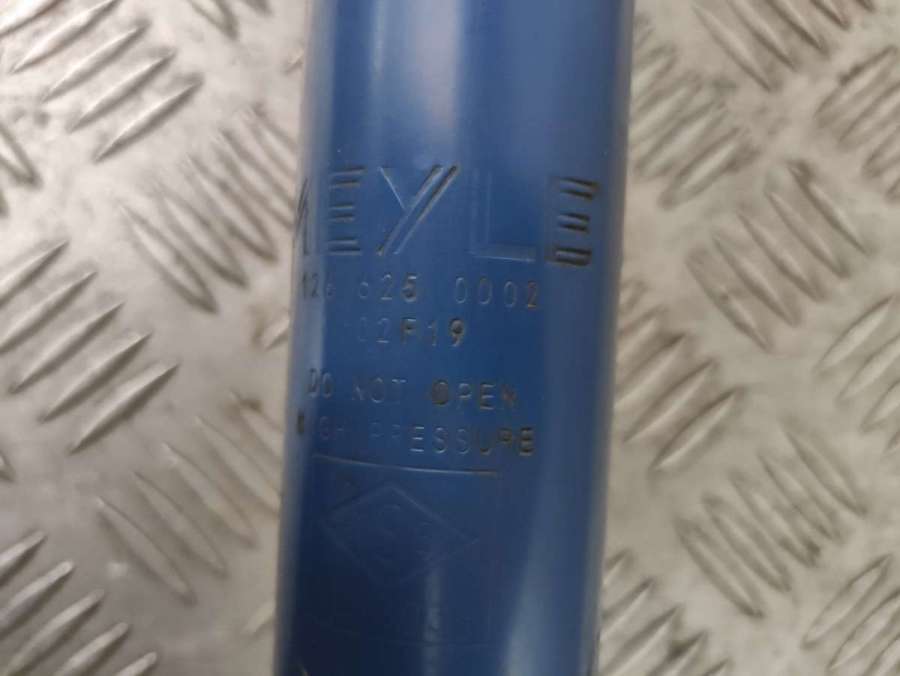 MEYLE
126 625 0002
02F19
DO NOT OPEN
HIGH PRESSURE